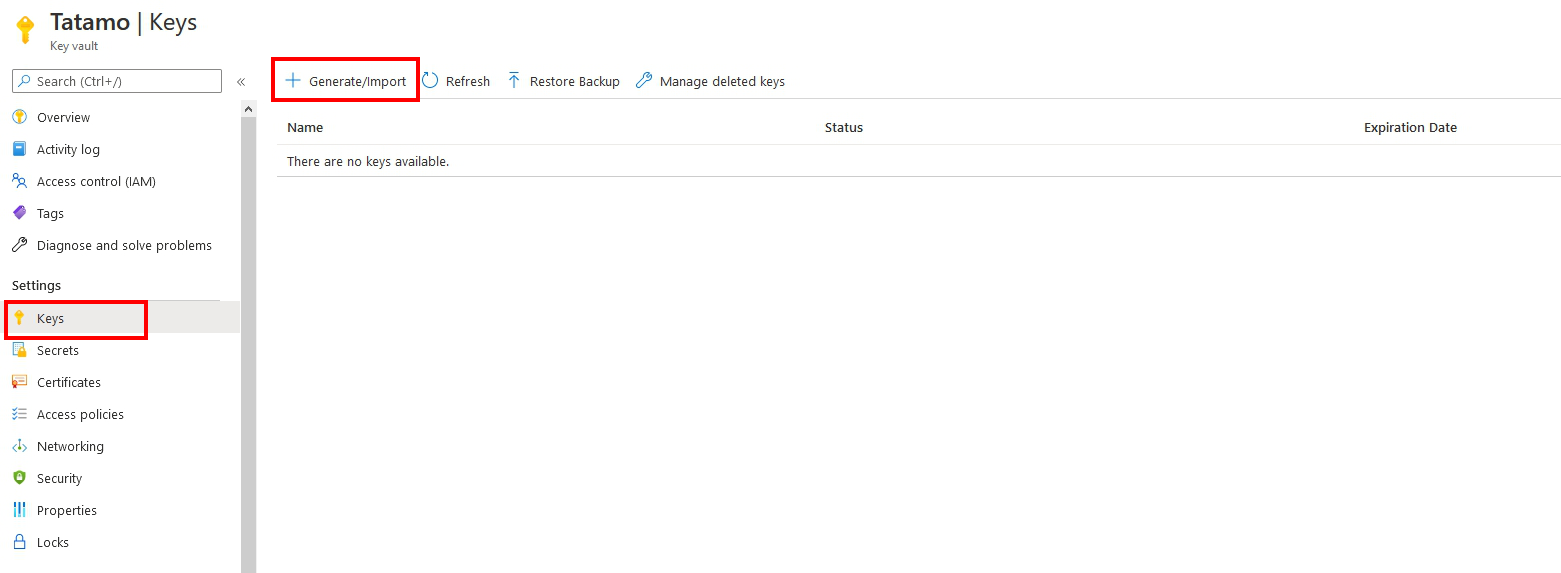 Tatamo | Keys
Key vault
Search (Ctrl+/)
«
Overview
Activity log
Access control (IAM)
Tags
Diagnose and solve problems
Settings
Keys
Secrets
Certificates
Access policies
Networking
Security
Properties
Locks
Generate/Import Refresh Restore Backup Manage deleted keys
Name Status Expiration Date
There are no keys available.